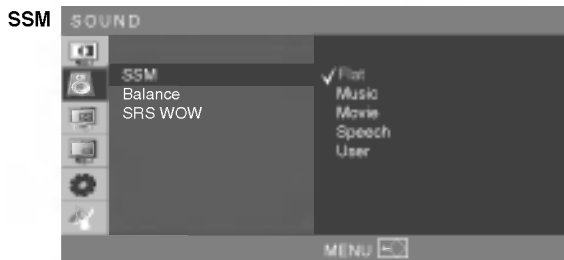 SSM
SOUND
SSM
Balance
SRS WOW
✓ Flat
Music
Movie
Speech
User
MENU